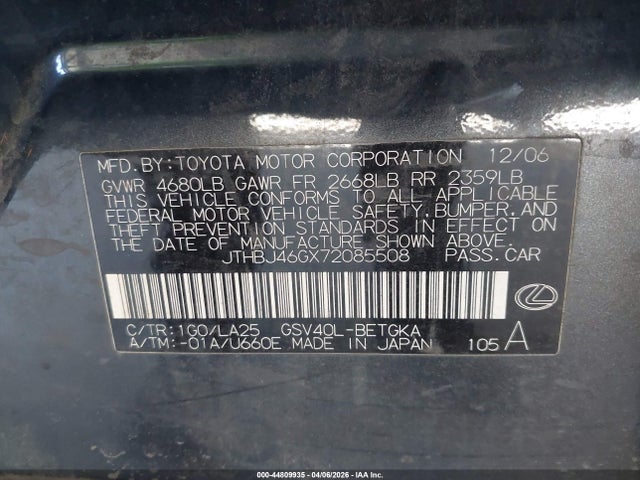 MFD. BY:TOYOTA MOTOR CORPORATION 12/06
GVWR 4680LB GAWR FR 2668LB RR 2359LB
THIS VEHICLE CONFORMS TO ALL APPLICABLE
FEDERAL MOTOR VEHICLE SAFETY,BUMPER,AND
THEFT PREVENTION STANDARDS IN EFFECT ON
THE DATE OF MANUFACTURE SHOWN ABOVE.
JTHBJ46GX72085508 PASS.CAR
C/TR:1G0/LA25 GSV40L-BETGKA
A/TM:-01A/U660E MADE IN JAPAN 105 A
000-44809935 - 04/06/2026 - IAA Inc.